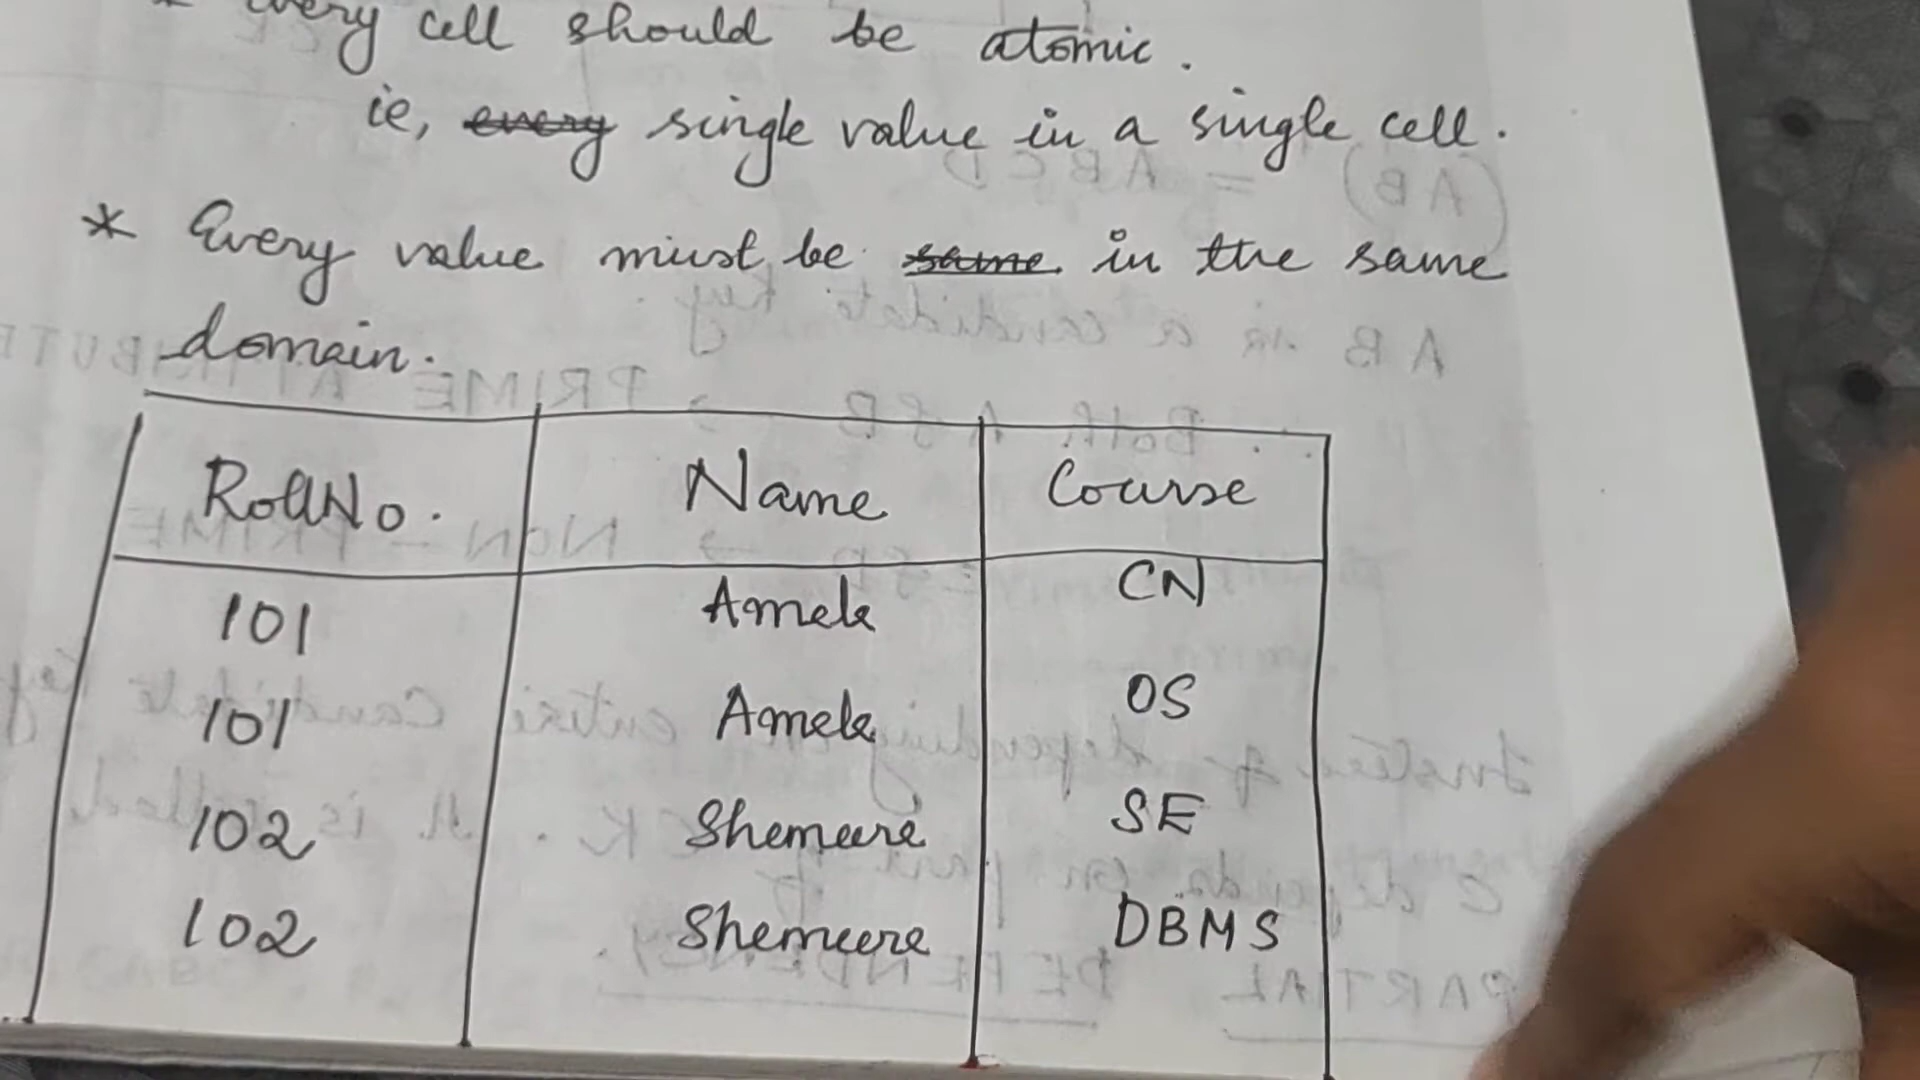 * Every cell should be atomic.
ie, every single value in a single cell.
* Every value must be same in the same
domain.
RollNo. Name Course
101 Amele CN
101 Amele OS
102 Shemeere SE
102 Shemeere DBMS